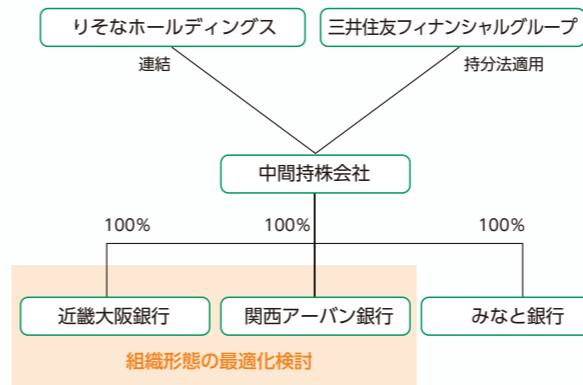 りそなホールディングス
三井住友フィナンシャルグループ
連結
持分法適用
中間持株会社
100%
100%
100%
近畿大阪銀行
関西アーバン銀行
みなと銀行
組織形態の最適化検討